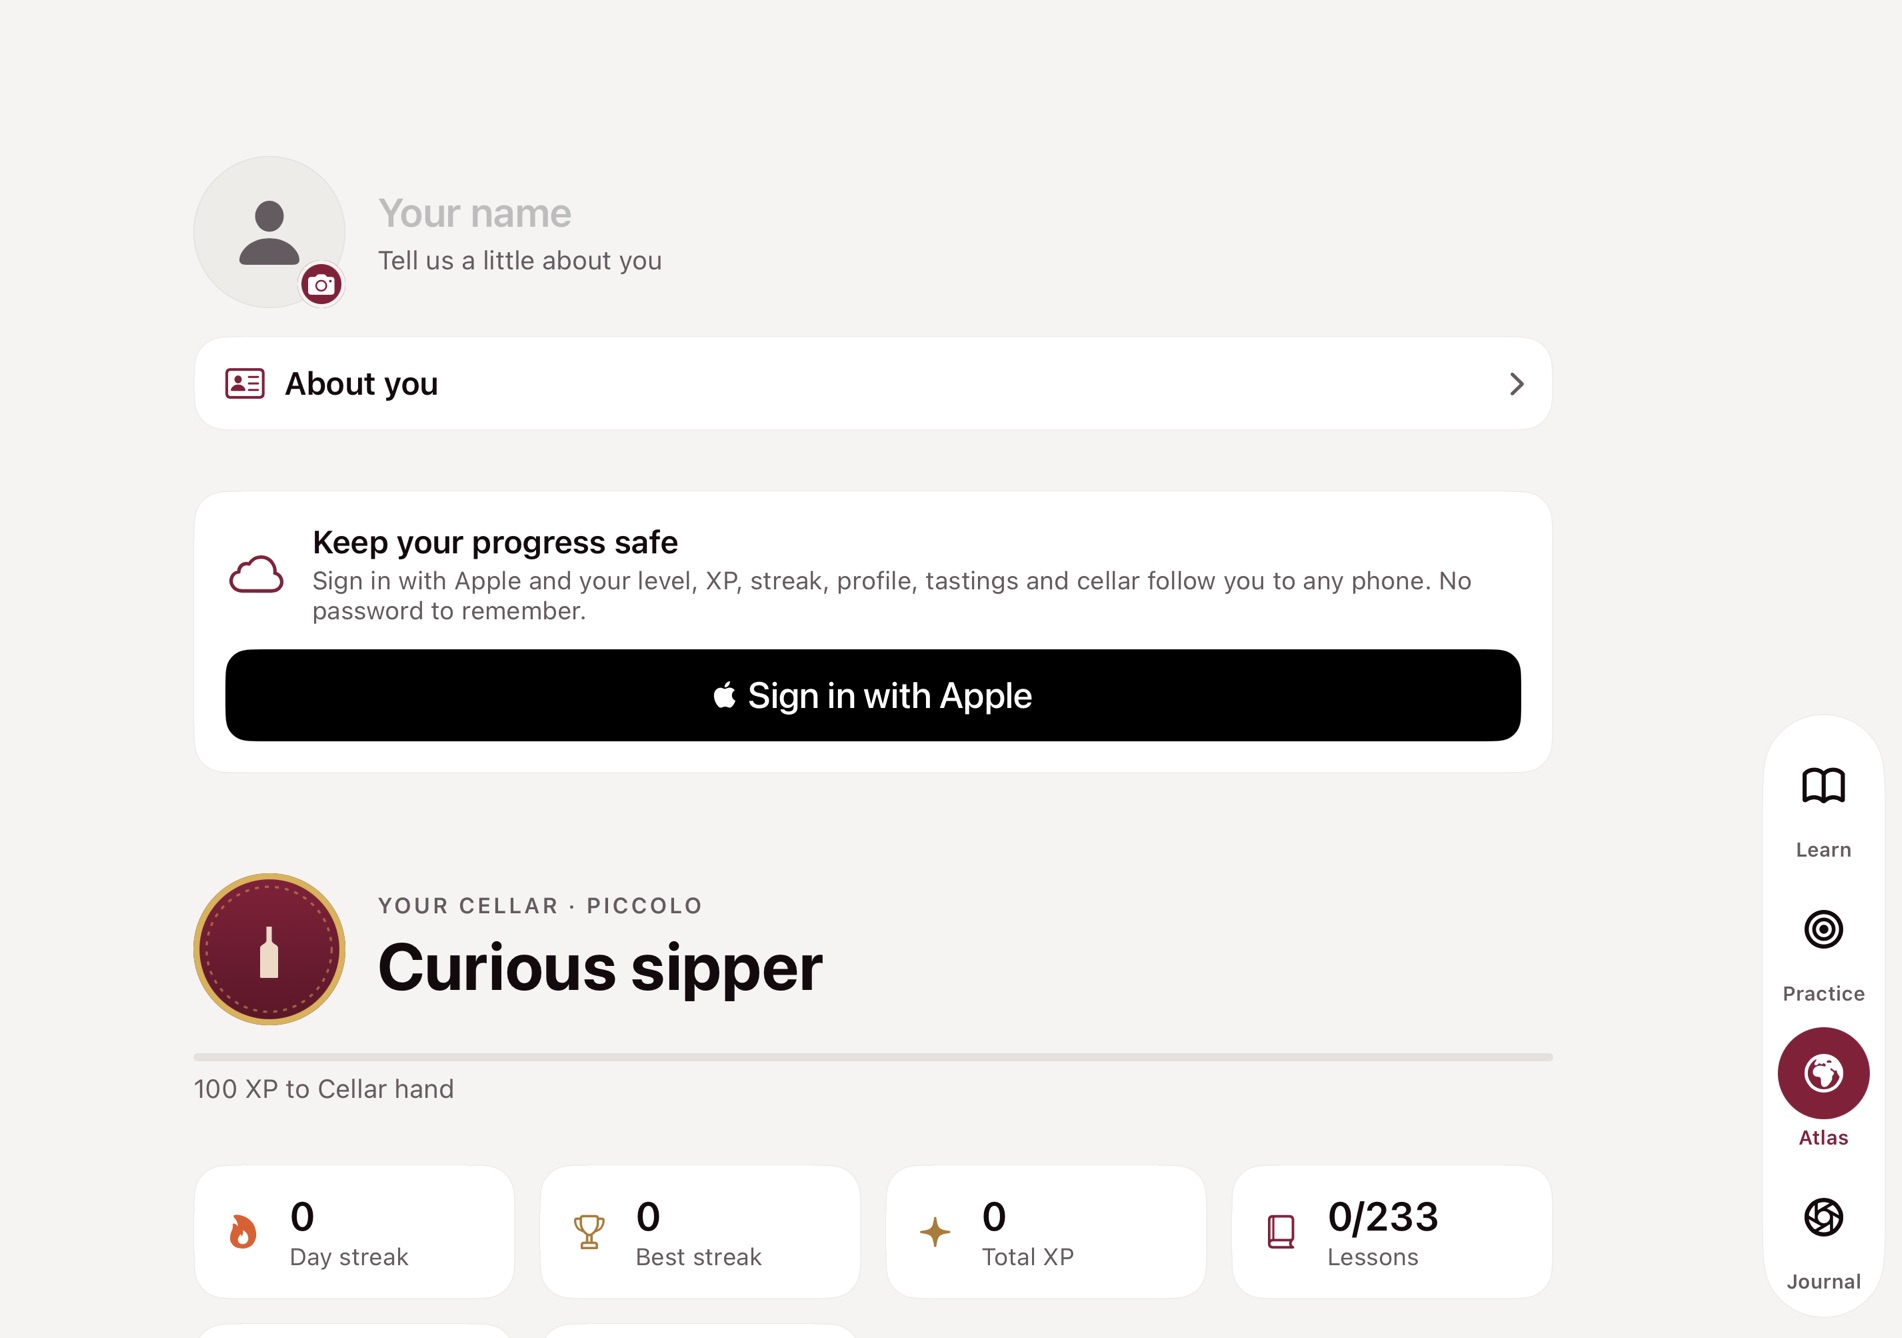 Your name
Tell us a little about you
About you
Keep your progress safe
Sign in with Apple and your level, XP, streak, profile, tastings and cellar follow you to any phone. No
password to remember.
Sign in with Apple
YOUR CELLAR · PICCOLO
Curious sipper
100 XP to Cellar hand
0
Day streak
0
Best streak
0
Total XP
0/233
Lessons
Learn
Practice
Atlas
Journal